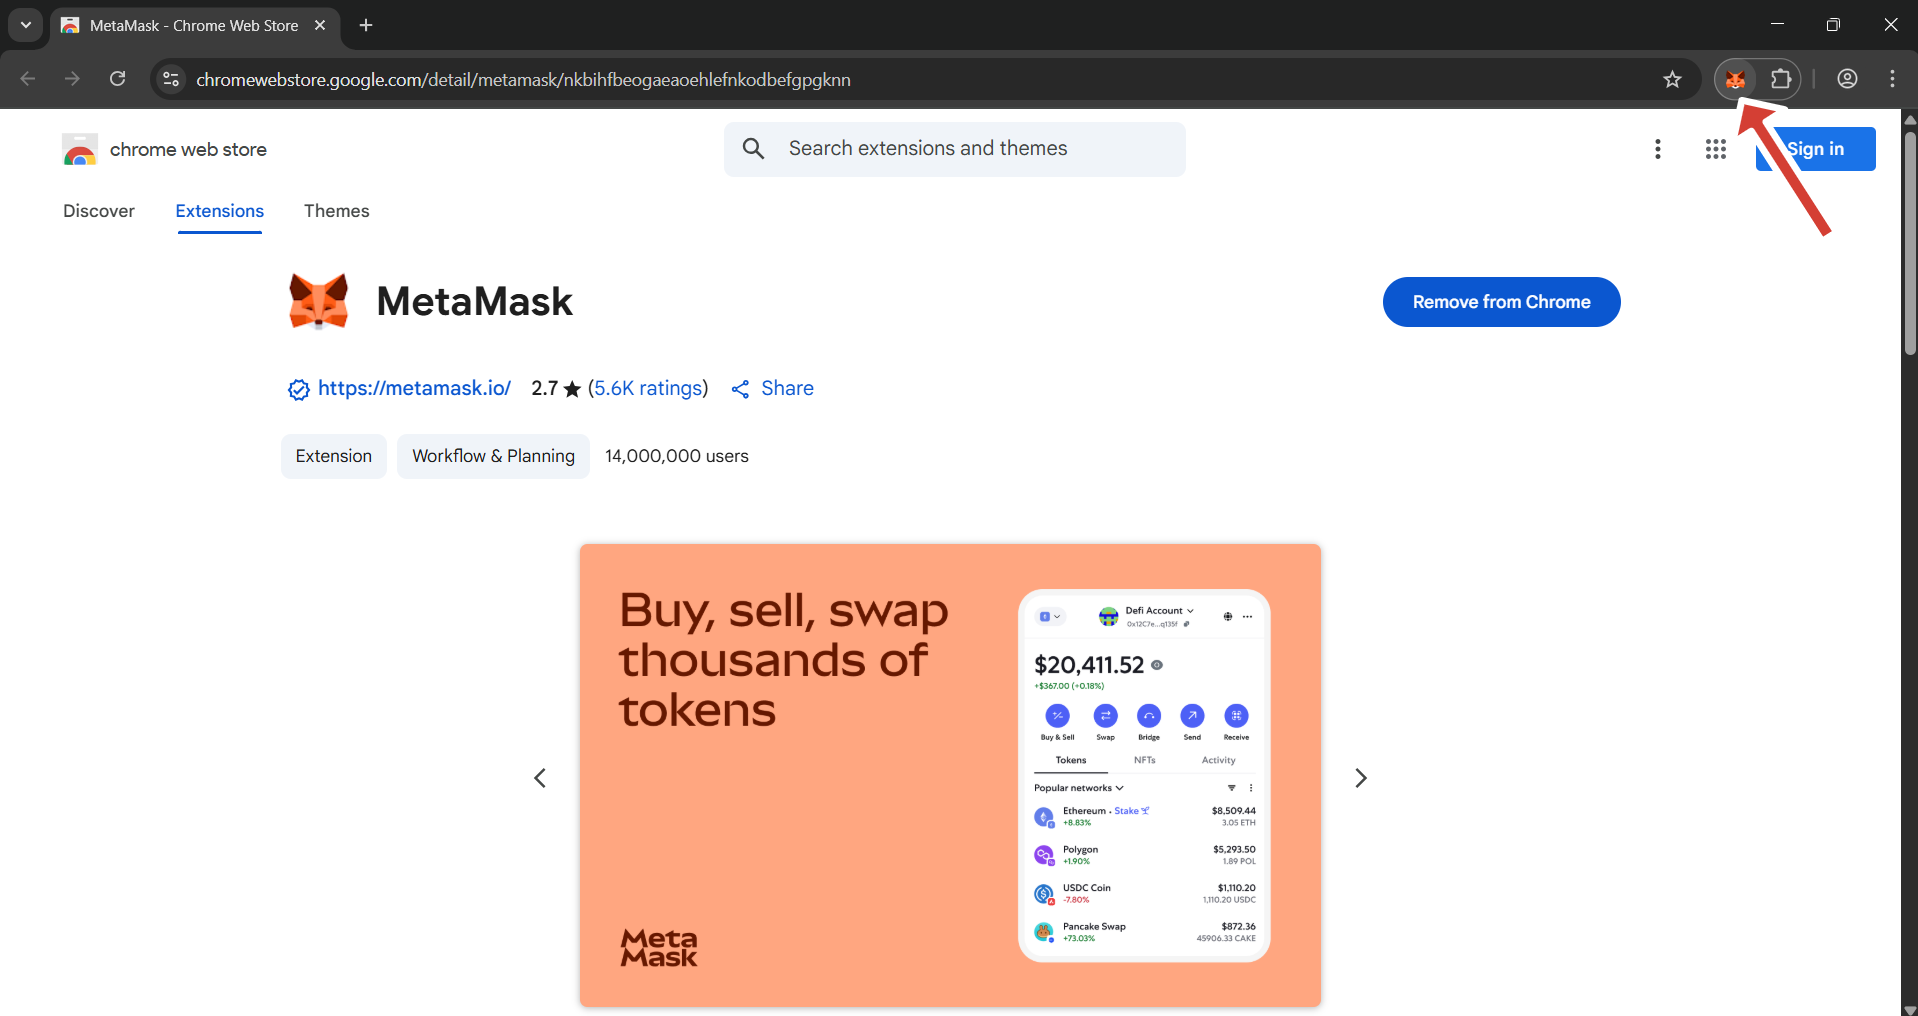 MetaMask - Chrome Web Store
chromewebstore.google.com/detail/metamask/nkbihfbeogaeaoehlefnkodbefgpgknn
chrome web store
Search extensions and themes
Sign in
Discover
Extensions
Themes
MetaMask
Remove from Chrome
https://metamask.io/
2.7 ★ (5.6K ratings)
Share
Extension
Workflow & Planning
14,000,000 users
Buy, sell, swap
thousands of
tokens
Meta
Mask
Defi Account
0x12C7e...q135f
$20,411.52
+$367.00 (+0.18%)
Buy & Sell
Swap
Bridge
Send
Receive
Tokens
NFTs
Activity
Popular networks
Ethereum • Stake
$8,509.44
+8.83%
3.05 ETH
Polygon
$5,293.50
+1.90%
1.89 POL
USDC Coin
$1,110.20
-7.80%
1,110.20 USDC
Pancake Swap
$872.36
+73.03%
45906.33 CAKE